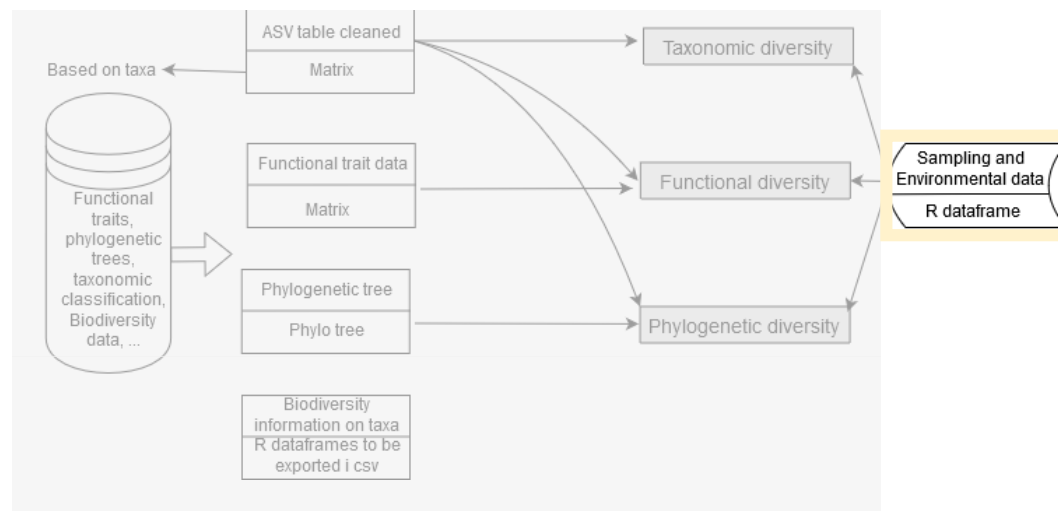 ASV table cleaned
Matrix
Based on taxa
Functional
traits,
phylogenetic
trees,
taxonomic
classification,
Biodiversity
data, ...
Functional trait data
Matrix
Phylogenetic tree
Phylo tree
Biodiversity
information on taxa
R dataframes to be
exported i csv
Taxonomic diversity
Functional diversity
Phylogenetic diversity
Sampling and
Environmental data
R dataframe